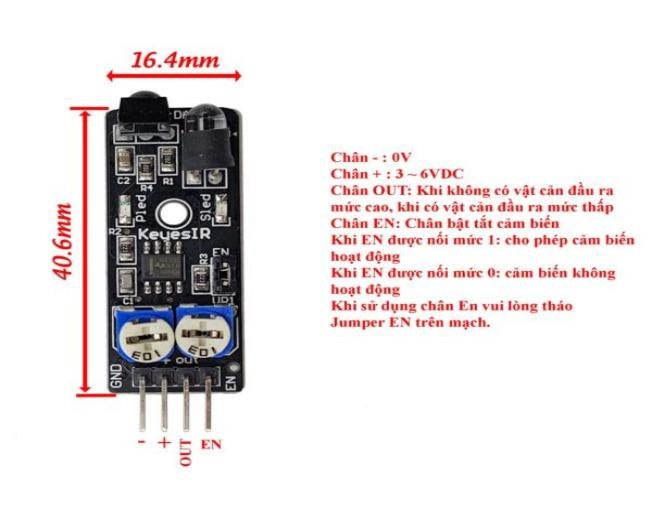 16.4mm
40.6mm
C2
R4
R1
Pled
Sled
R2
KeyesIR
EN
R3
C1
EO1
EO1
+ out
GND
EN
-
+
OUT
EN
Chân - : 0V
Chân + : 3 ~ 6VDC
Chân OUT: Khi không có vật cản đầu ra
mức cao, khi có vật cản đầu ra mức thấp
Chân EN: Chân bật tắt cảm biến
Khi EN được nối mức 1: cho phép cảm biến
hoạt động
Khi EN được nối mức 0: cảm biến không
hoạt động
Khi sử dụng chân En vui lòng tháo
Jumper EN trên mạch.